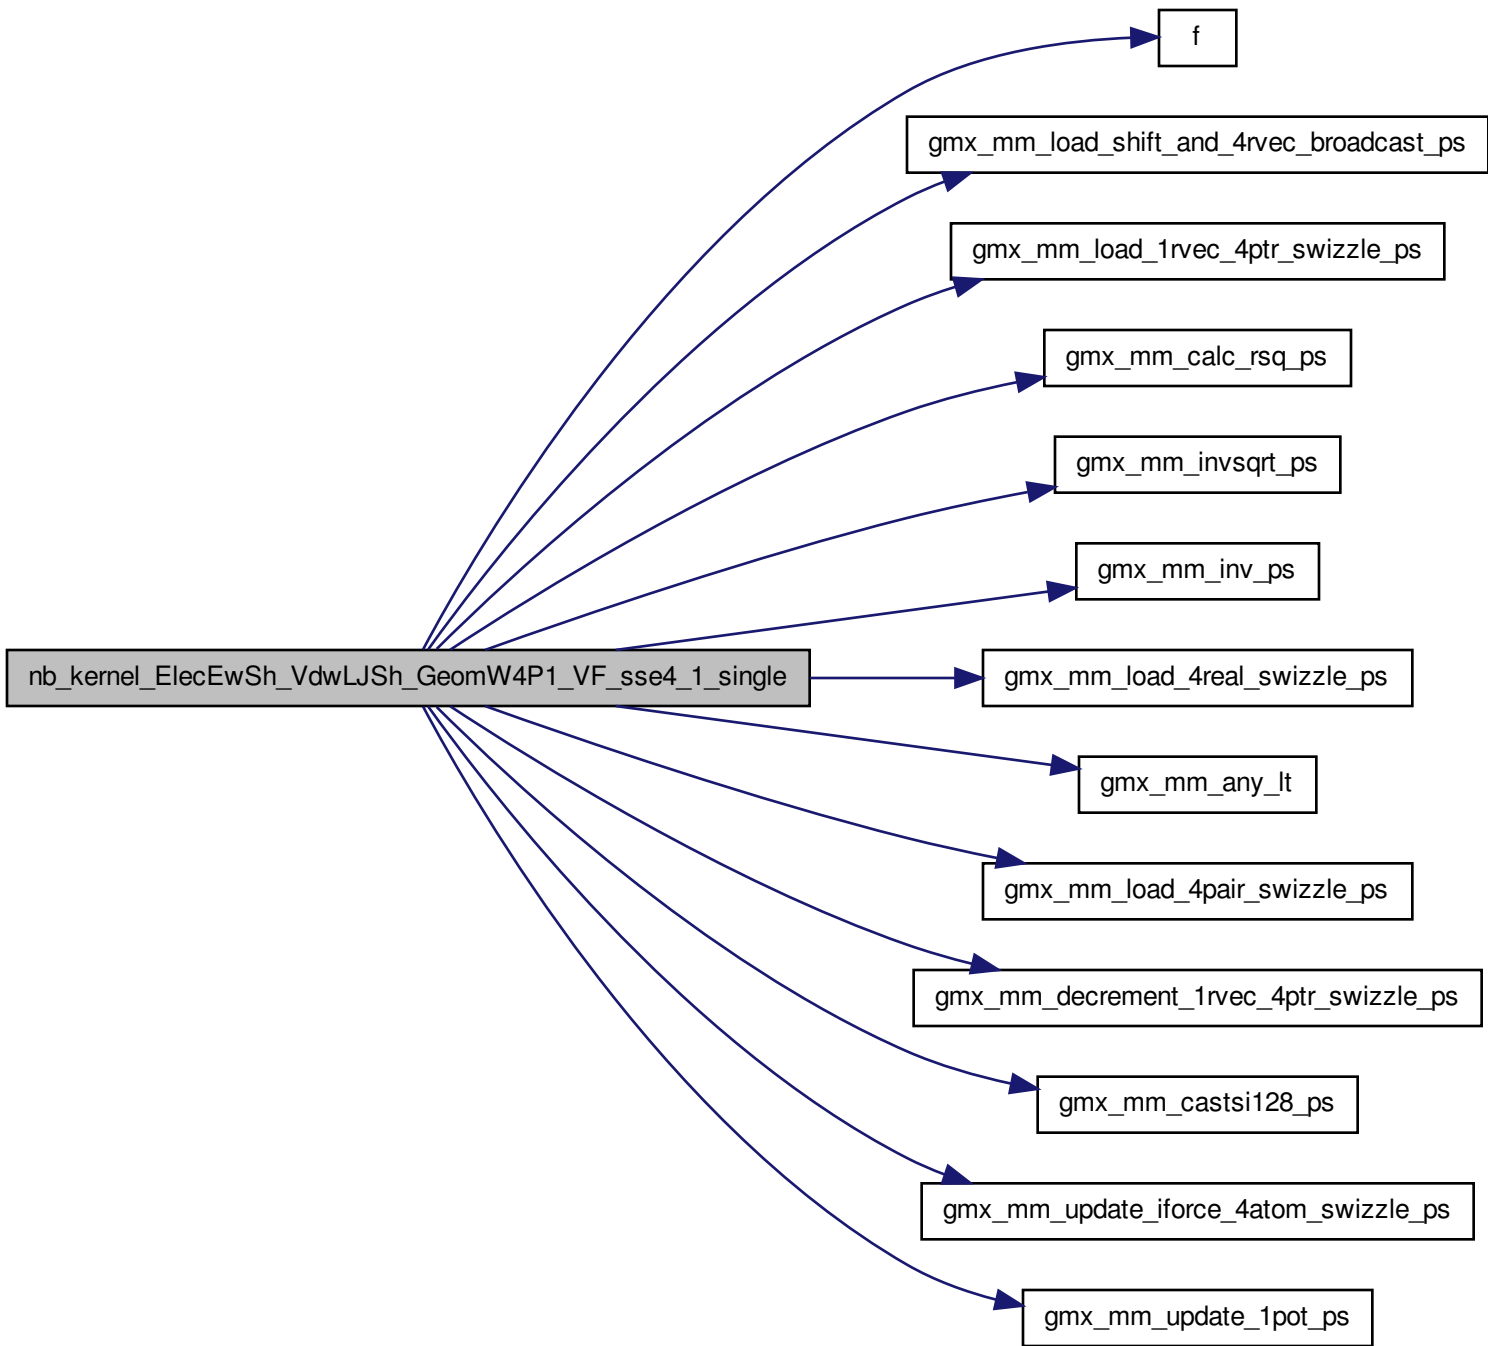 f
gmx_mm_load_shift_and_4rvec_broadcast_ps
gmx_mm_load_1rvec_4ptr_swizzle_ps
gmx_mm_calc_rsq_ps
gmx_mm_invsqrt_ps
gmx_mm_inv_ps
nb_kernel_ElecEwSh_VdwLJSh_GeomW4P1_VF_sse4_1_single
gmx_mm_load_4real_swizzle_ps
gmx_mm_any_lt
gmx_mm_load_4pair_swizzle_ps
gmx_mm_decrement_1rvec_4ptr_swizzle_ps
gmx_mm_castsi128_ps
gmx_mm_update_iforce_4atom_swizzle_ps
gmx_mm_update_1pot_ps